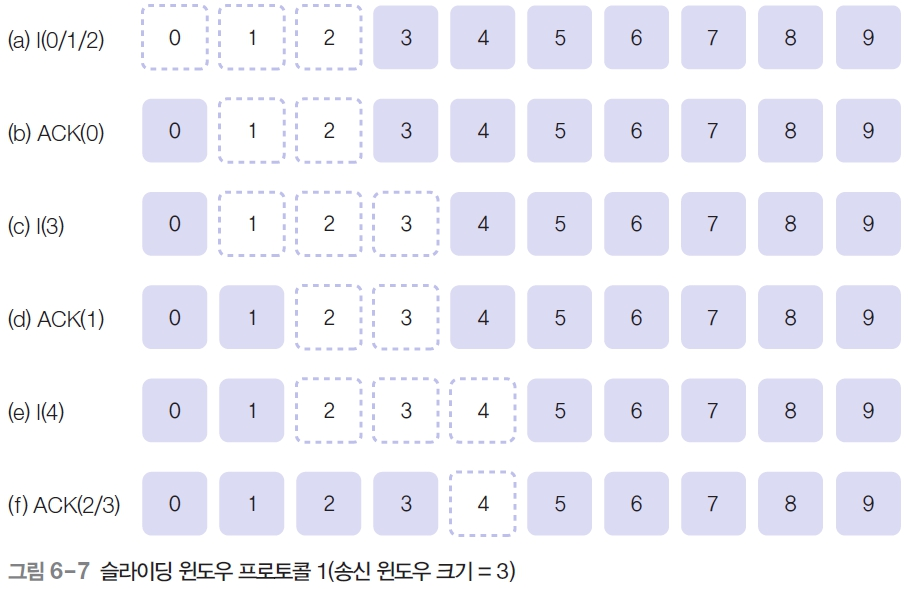 (a) I(0/1/2) 0 1 2 3 4 5 6 7 8 9
(b) ACK(0) 0 1 2 3 4 5 6 7 8 9
(c) I(3) 0 1 2 3 4 5 6 7 8 9
(d) ACK(1) 0 1 2 3 4 5 6 7 8 9
(e) I(4) 0 1 2 3 4 5 6 7 8 9
(f) ACK(2/3) 0 1 2 3 4 5 6 7 8 9
그림 6-7 슬라이딩 윈도우 프로토콜 1(송신 윈도우 크기 = 3)